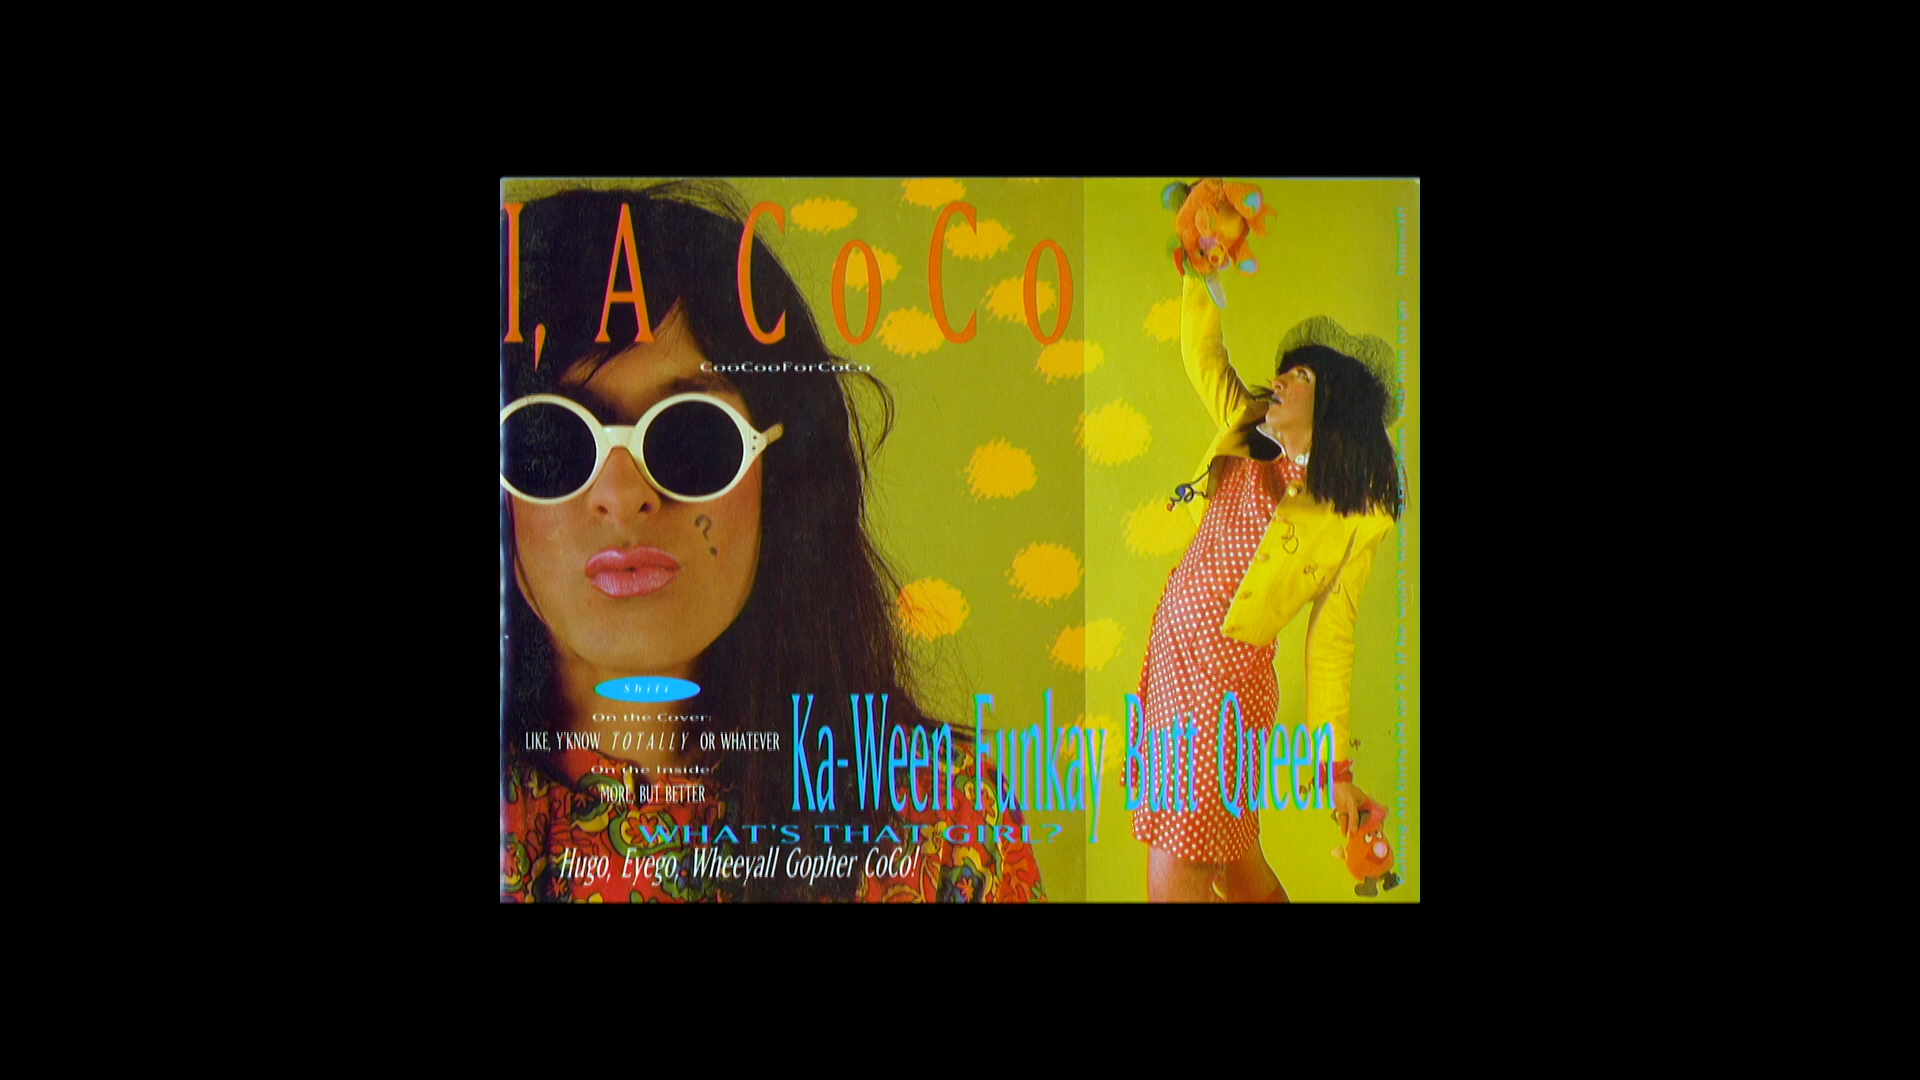 I, A CoCo
CooCooForCoCo
Shift
On the Cover:
LIKE, Y'KNOW TOTALLY OR WHATEVER
On the Inside:
MORE, BUT BETTER
Ka-Ween Funkay Butt Queen
WHAT'S THAT GIRL?
Hugo, Eyego, Wheeyall Gopher CoCo!